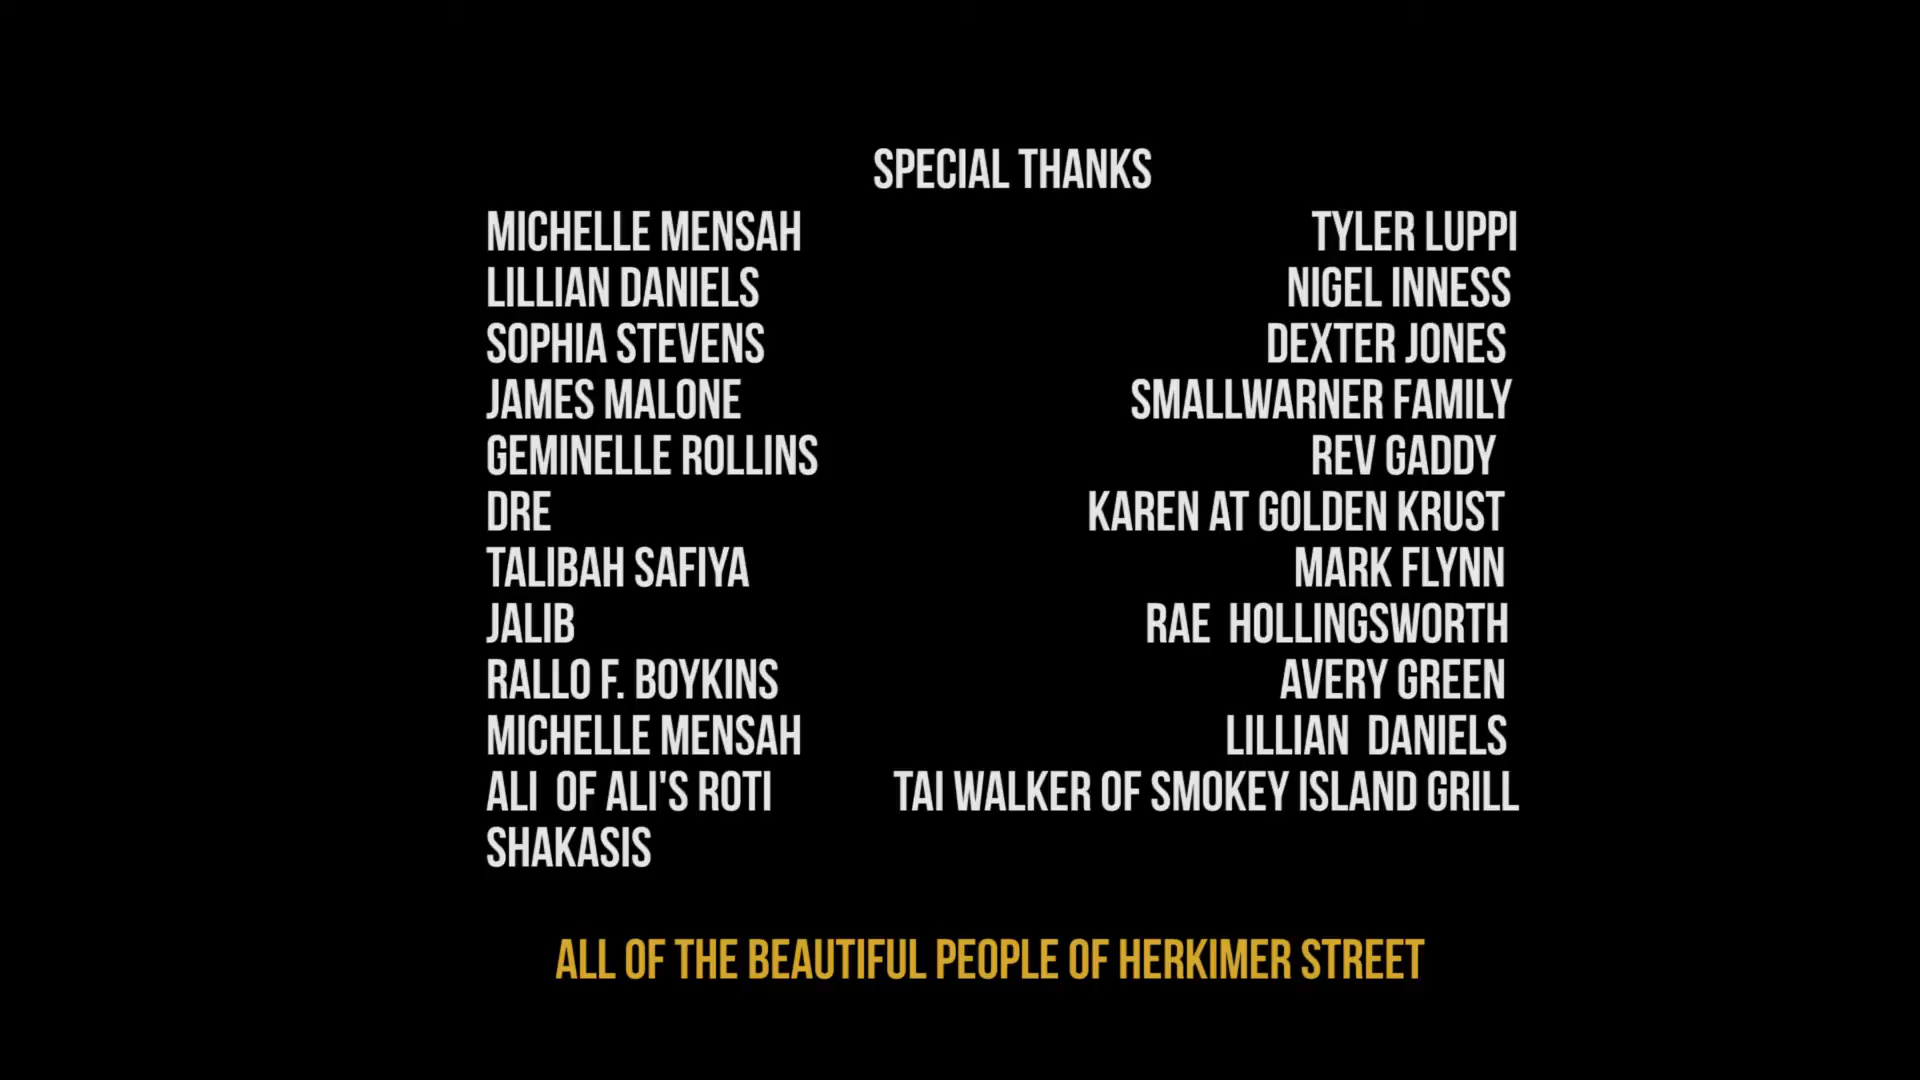 SPECIAL THANKS
MICHELLE MENSAH TYLER LUPPI
LILLIAN DANIELS NIGEL INNESS
SOPHIA STEVENS DEXTER JONES
JAMES MALONE SMALLWARNER FAMILY
GEMINELLE ROLLINS REV GADDY
DRE KAREN AT GOLDEN KRUST
TALIBAH SAFIYA MARK FLYNN
JALIB RAE HOLLINGSWORTH
RALLO F. BOYKINS AVERY GREEN
MICHELLE MENSAH LILLIAN DANIELS
ALI OF ALI'S ROTI TAI WALKER OF SMOKEY ISLAND GRILL
SHAKASIS
ALL OF THE BEAUTIFUL PEOPLE OF HERKIMER STREET